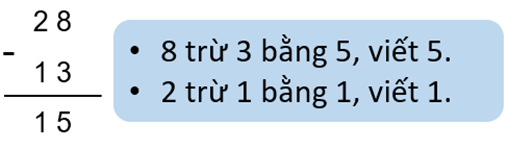 28
-
13
15
• 8 trừ 3 bằng 5, viết 5.
• 2 trừ 1 bằng 1, viết 1.